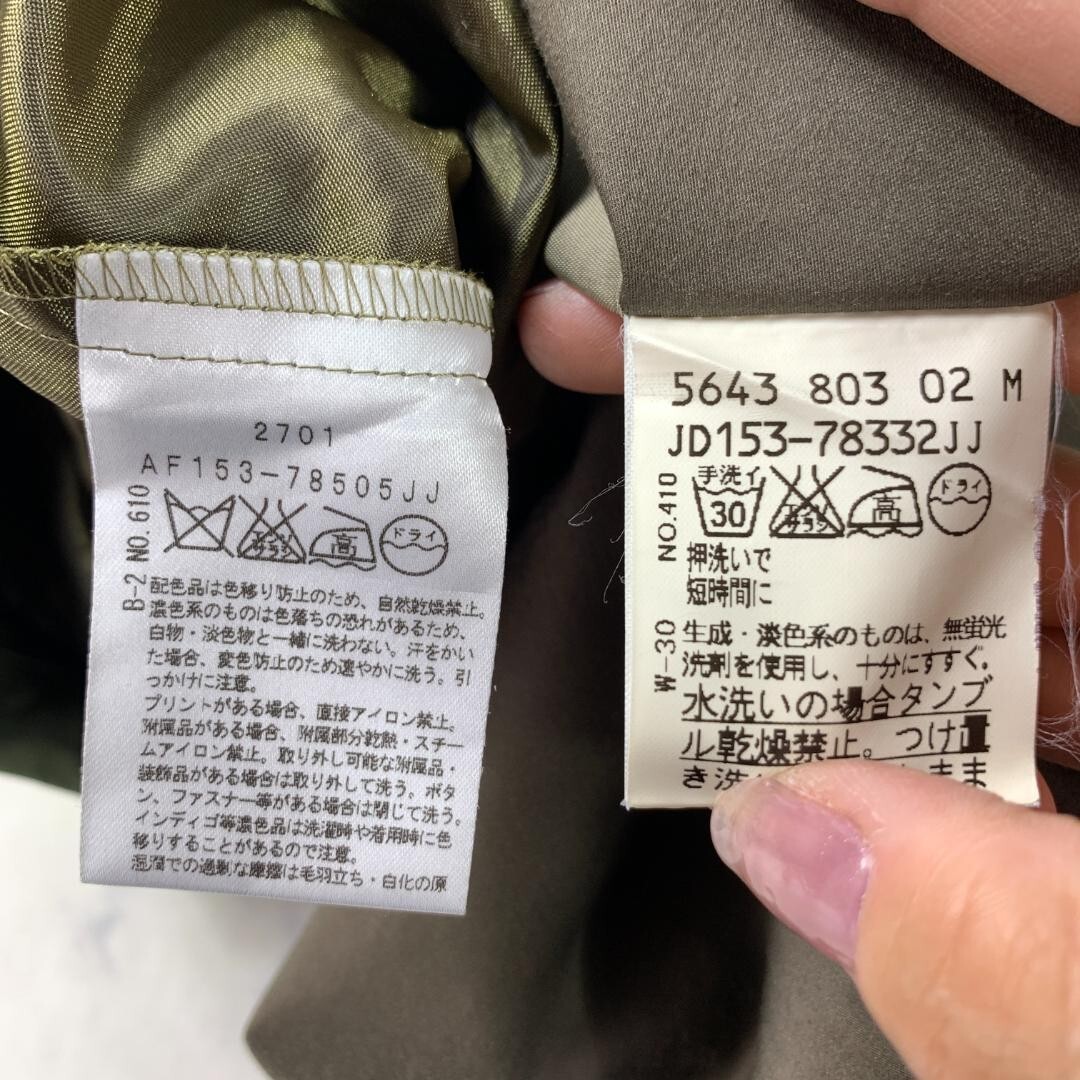 2701
AF153-78505JJ
高 ドライ
B-2 NO.610
配色品は色移り防止のため、自然乾燥禁止。
濃色系のものは色落ちの恐れがあるため、
白物・淡色物と一緒に洗わない。汗をかい
た場合、変色防止のため速やかに洗う。引
っかけに注意。
プリントがある場合、直接アイロン禁止。
附属品がある場合、附属部分乾熱・スチー
ムアイロン禁止。取り外し可能な附属品・
装飾品がある場合は取り外して洗う。ボタ
ン、ファスナー等がある場合は閉じて洗う。
インディゴ等濃色品は洗濯時や着用時に色
移りすることがあるので注意。
湿潤での過剰な摩擦は毛羽立ち・白化の原
5643 803 02 M
JD153-78332JJ
手洗イ 30 エンソサラシ 高 ドライ
NO.410
押洗いで
短時間に
W-30
生成・淡色系のものは、無蛍光
洗剤を使用し、十分にすすぐ。
水洗いの場合タンブ
ル乾燥禁止。つけ置
き洗